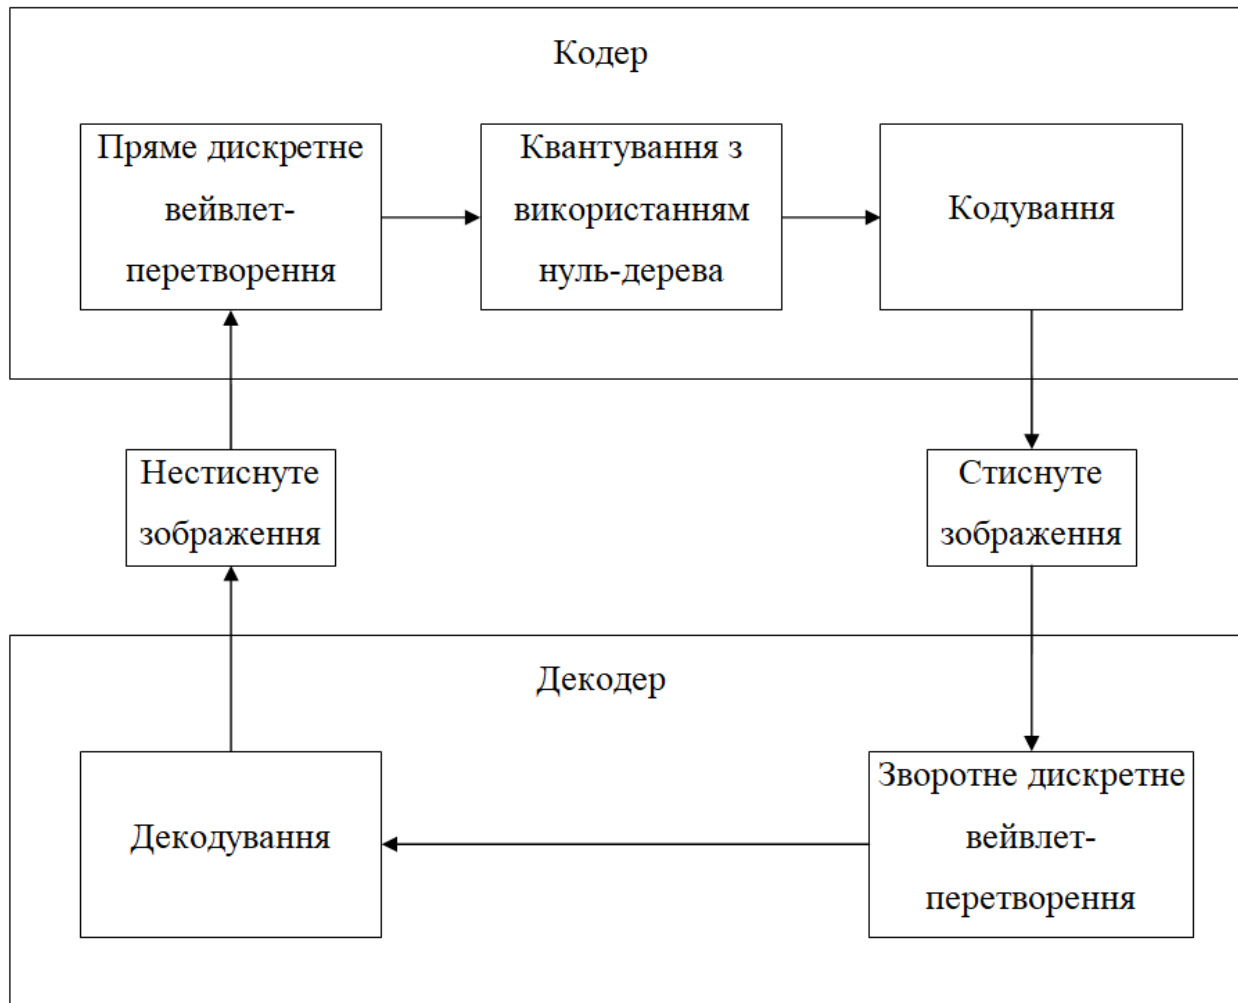 Кодер
Пряме дискретне
вейвлет-
перетворення
Квантування з
використанням
нуль-дерева
Кодування
Нестиснуте
зображення
Стиснуте
зображення
Декодер
Декодування
Зворотне дискретне
вейвлет-
перетворення